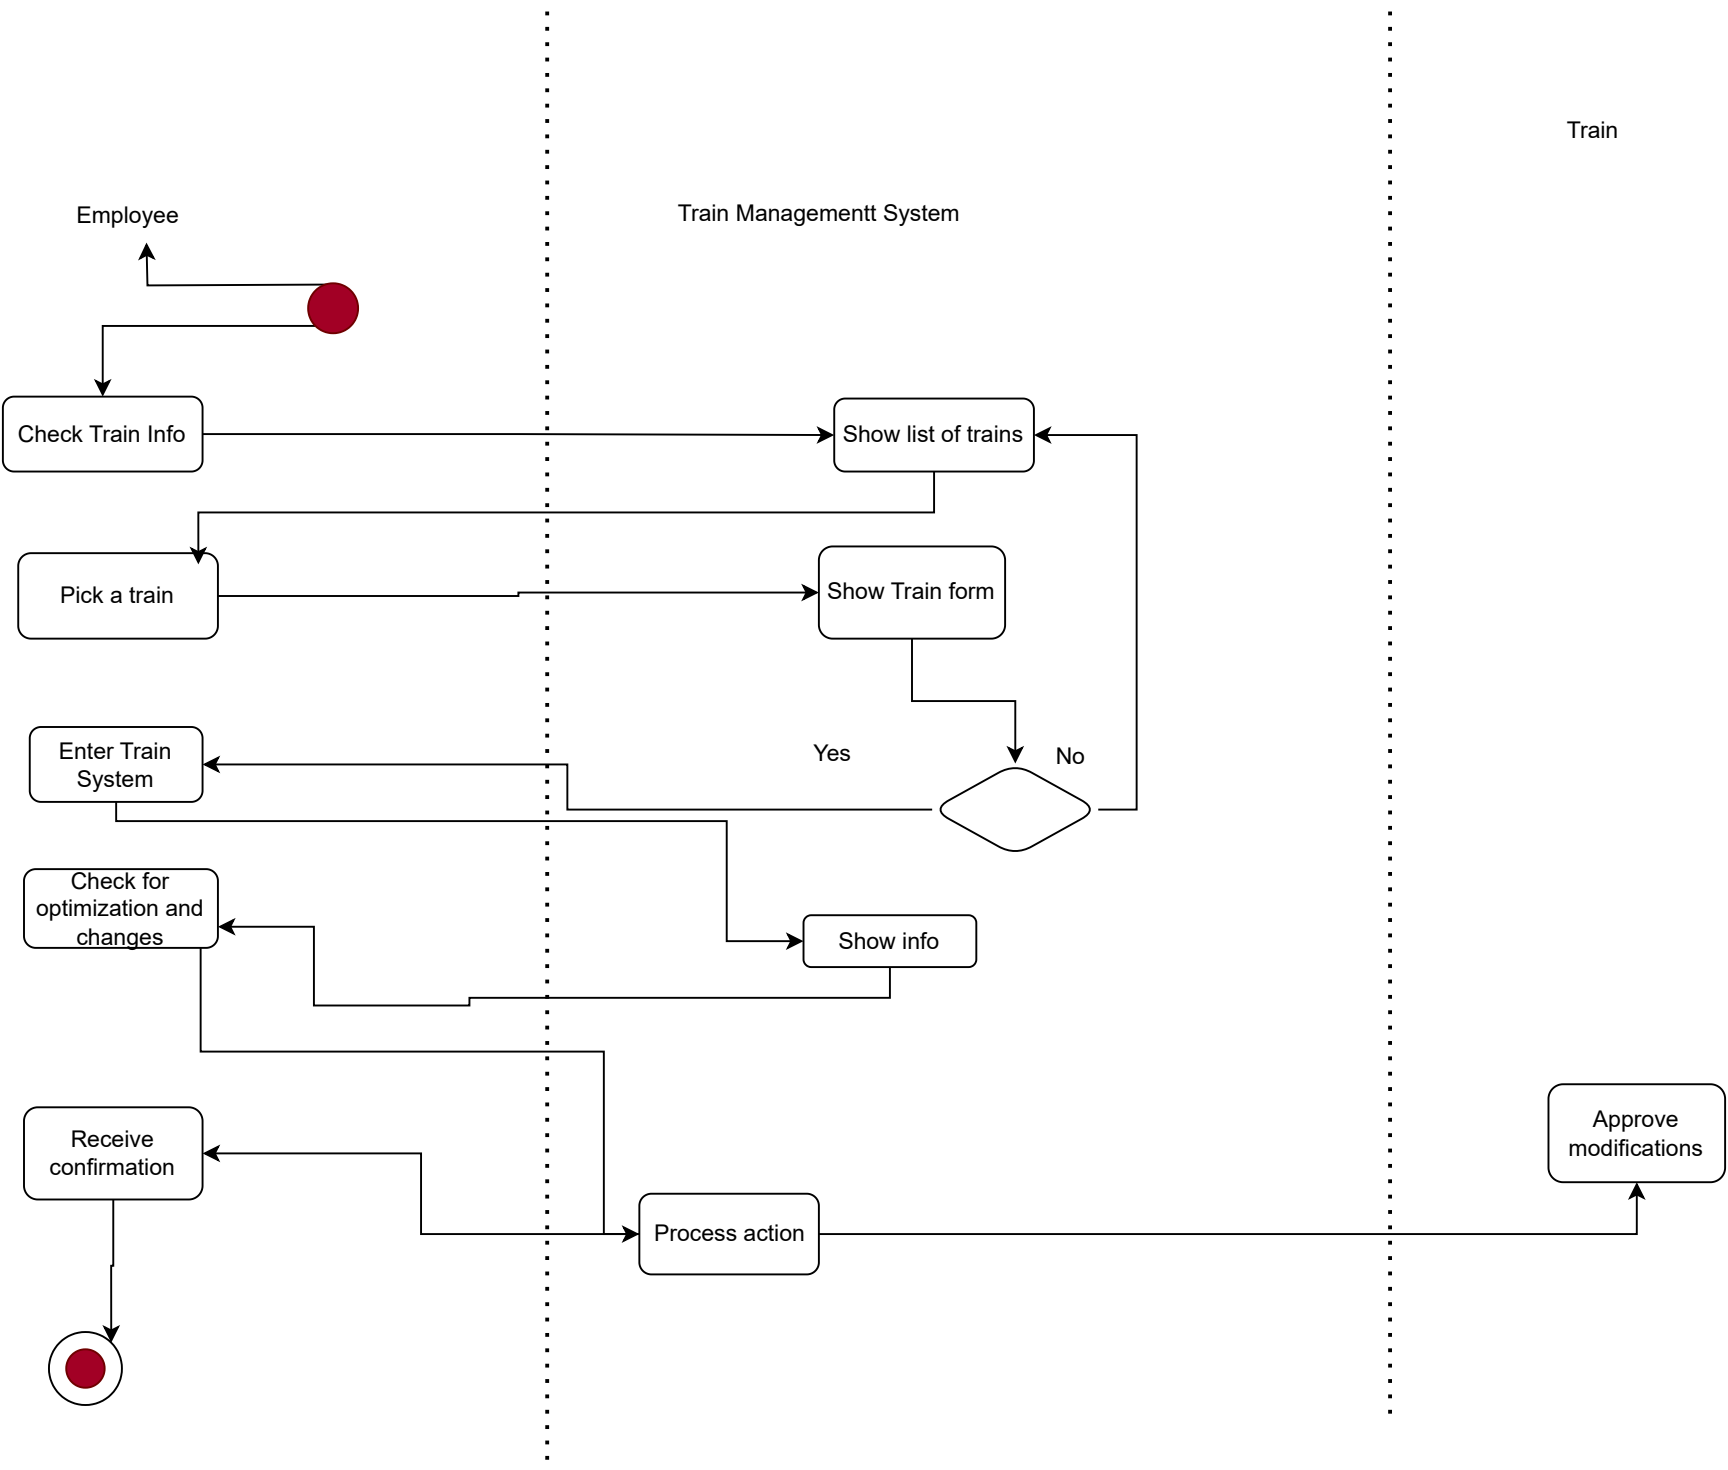 Train
Employee
Train Managementt System
Check Train Info
Show list of trains
Pick a train
Show Train form
Yes
No
Enter Train
System
Check for
optimization and
changes
Show info
Approve
modifications
Receive
confirmation
Process action